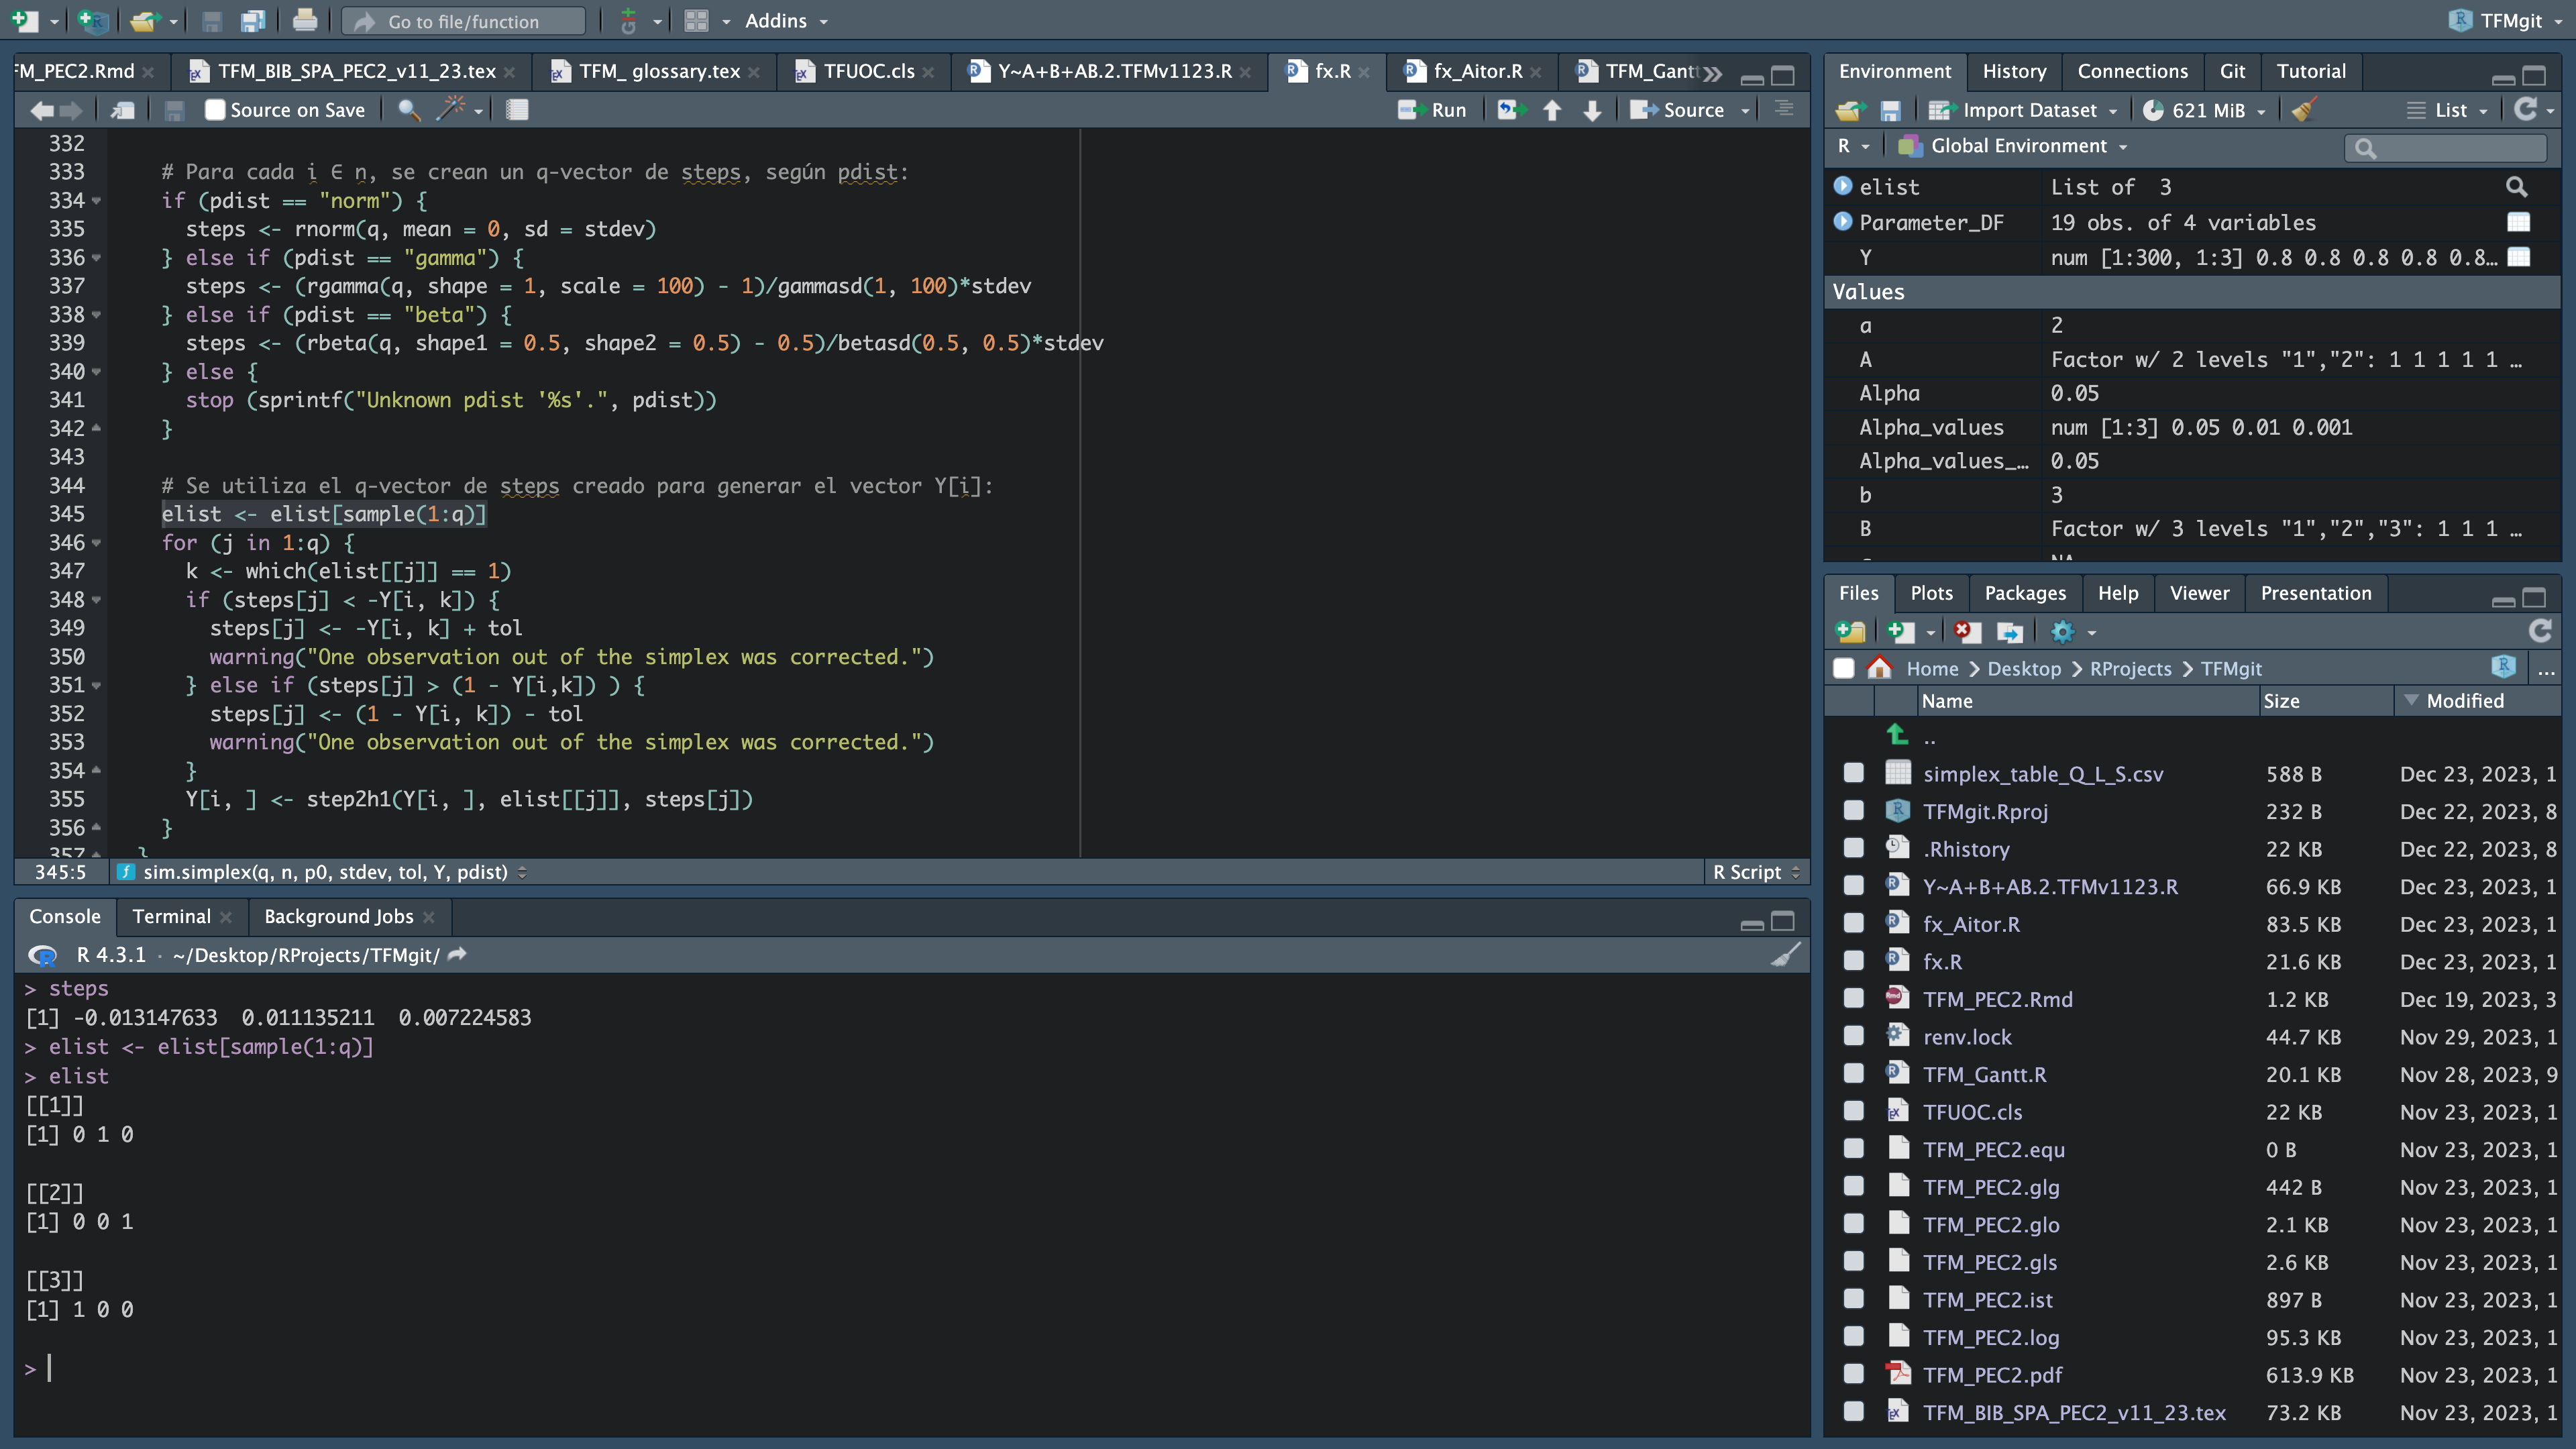 Go to file/function
Addins
TFMgit
FM_PEC2.Rmd
TFM_BIB_SPA_PEC2_v11_23.tex
TFM_ glossary.tex
TFUOC.cls
Y~A+B+AB.2.TFMv1123.R
fx.R
fx_Aitor.R
TFM_Gantt
Source on Save
Run
Source
332
333 # Para cada i ∈ n, se crean un q-vector de steps, según pdist:
334 if (pdist == "norm") {
335 steps <- rnorm(q, mean = 0, sd = stdev)
336 } else if (pdist == "gamma") {
337 steps <- (rgamma(q, shape = 1, scale = 100) - 1)/gammasd(1, 100)*stdev
338 } else if (pdist == "beta") {
339 steps <- (rbeta(q, shape1 = 0.5, shape2 = 0.5) - 0.5)/betasd(0.5, 0.5)*stdev
340 } else {
341 stop (sprintf("Unknown pdist '%s'.", pdist))
342 }
343
344 # Se utiliza el q-vector de steps creado para generar el vector Y[i]:
345 elist <- elist[sample(1:q)]
346 for (j in 1:q) {
347 k <- which(elist[[j]] == 1)
348 if (steps[j] < -Y[i, k]) {
349 steps[j] <- -Y[i, k] + tol
350 warning("One observation out of the simplex was corrected.")
351 } else if (steps[j] > (1 - Y[i,k]) ) {
352 steps[j] <- (1 - Y[i, k]) - tol
353 warning("One observation out of the simplex was corrected.")
354 }
355 Y[i, ] <- step2h1(Y[i, ], elist[[j]], steps[j])
356 }
357 }
345:5 sim.simplex(q, n, p0, stdev, tol, Y, pdist) R Script
Console
Terminal
Background Jobs
R 4.3.1 · ~/Desktop/RProjects/TFMgit/
> steps
[1] -0.013147633 0.011135211 0.007224583
> elist <- elist[sample(1:q)]
> elist
[[1]]
[1] 0 1 0
[[2]]
[1] 0 0 1
[[3]]
[1] 1 0 0
>
Environment
History
Connections
Git
Tutorial
Import Dataset
621 MiB
List
R
Global Environment
elist List of 3
Parameter_DF 19 obs. of 4 variables
Y num [1:300, 1:3] 0.8 0.8 0.8 0.8 0.8…
Values
a 2
A Factor w/ 2 levels "1","2": 1 1 1 1 1 …
Alpha 0.05
Alpha_values num [1:3] 0.05 0.01 0.001
Alpha_values_… 0.05
b 3
B Factor w/ 3 levels "1","2","3": 1 1 1 …
Files
Plots
Packages
Help
Viewer
Presentation
Home > Desktop > RProjects > TFMgit ...
Name Size Modified
..
simplex_table_Q_L_S.csv 588 B Dec 23, 2023, 1
TFMgit.Rproj 232 B Dec 22, 2023, 8
.Rhistory 22 KB Dec 22, 2023, 8
Y~A+B+AB.2.TFMv1123.R 66.9 KB Dec 23, 2023, 1
fx_Aitor.R 83.5 KB Dec 23, 2023, 1
fx.R 21.6 KB Dec 23, 2023, 1
TFM_PEC2.Rmd 1.2 KB Dec 19, 2023, 3
renv.lock 44.7 KB Nov 29, 2023, 1
TFM_Gantt.R 20.1 KB Nov 28, 2023, 9
TFUOC.cls 22 KB Nov 23, 2023, 1
TFM_PEC2.equ 0 B Nov 23, 2023, 1
TFM_PEC2.glg 442 B Nov 23, 2023, 1
TFM_PEC2.glo 2.1 KB Nov 23, 2023, 1
TFM_PEC2.gls 2.6 KB Nov 23, 2023, 1
TFM_PEC2.ist 897 B Nov 23, 2023, 1
TFM_PEC2.log 95.3 KB Nov 23, 2023, 1
TFM_PEC2.pdf 613.9 KB Nov 23, 2023, 1
TFM_BIB_SPA_PEC2_v11_23.tex 73.2 KB Nov 23, 2023, 1